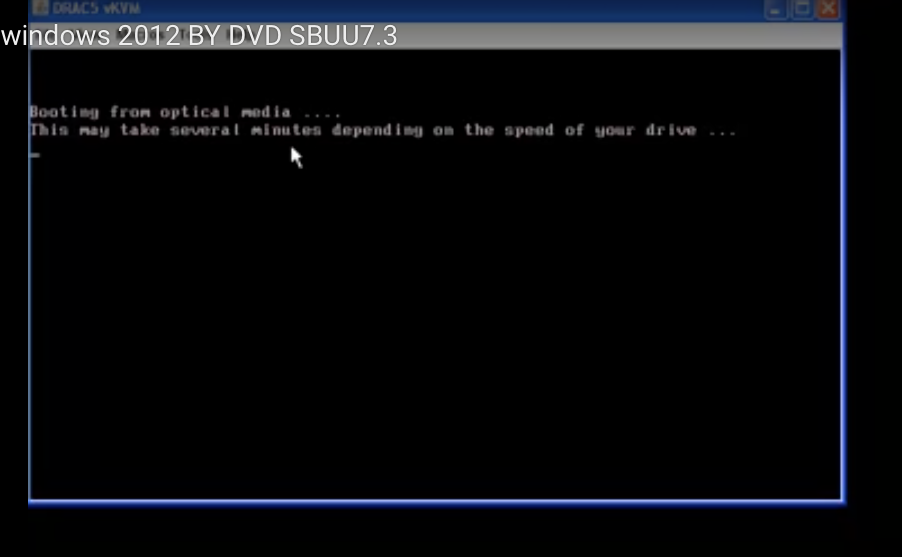 DRAC5 vKVM
windows 2012 BY DVD SBUU7.3
Booting from optical media ....
This may take several minutes depending on the speed of your drive ...